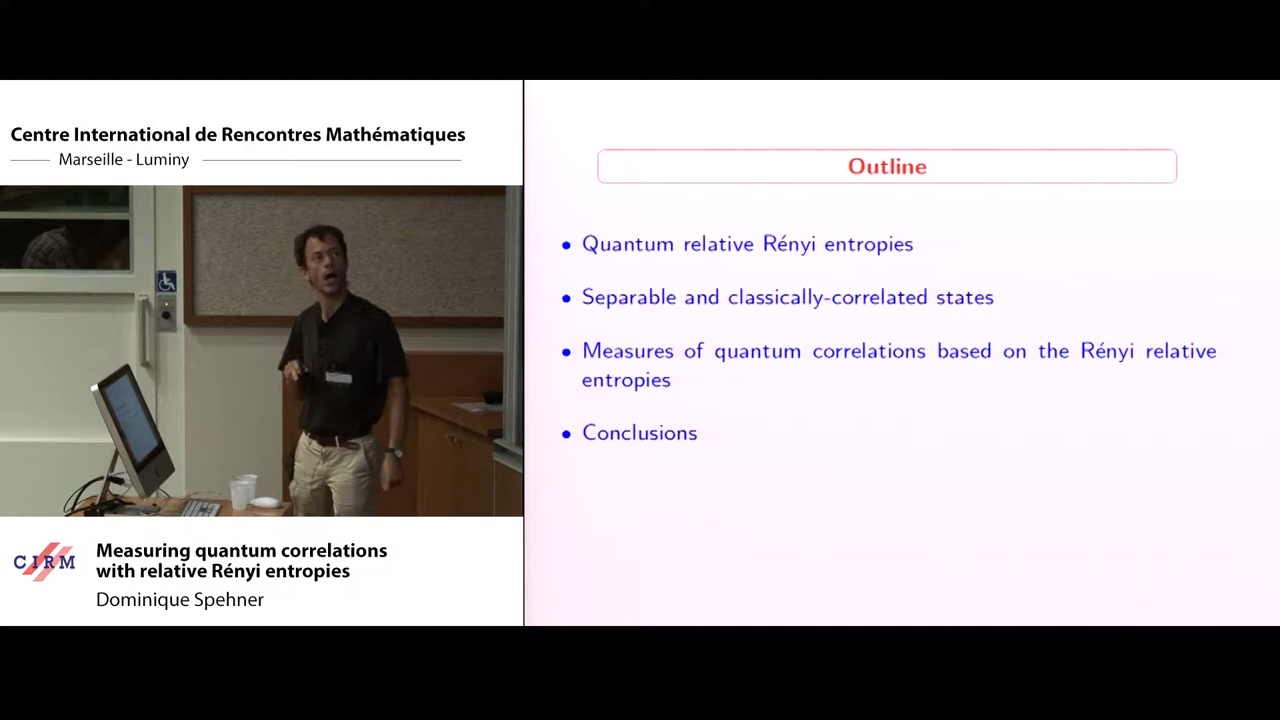 Centre International de Rencontres Mathématiques
Marseille - Luminy
Outline
• Quantum relative Rényi entropies
• Separable and classically-correlated states
• Measures of quantum correlations based on the Rényi relative
entropies
• Conclusions
CIRM
Measuring quantum correlations
with relative Rényi entropies
Dominique Spehner